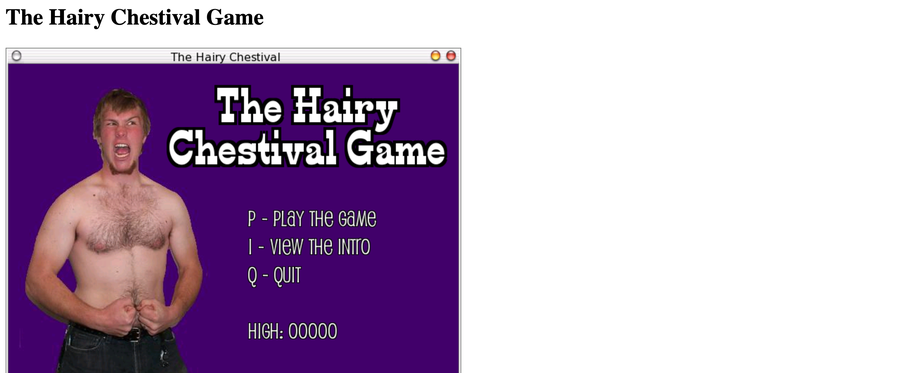 The Hairy Chestival Game
The Hairy Chestival
The Hairy
Chestival Game
P - PLAY THE GAME
I - VIEW THE INTRO
Q - QUIT
HIGH: 00000